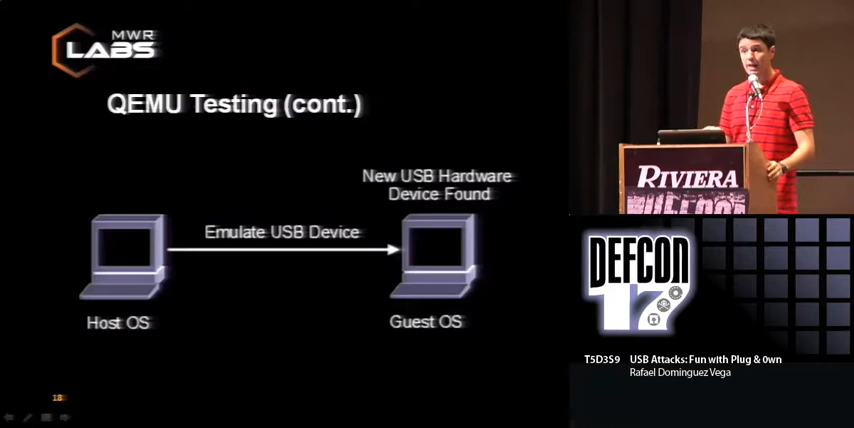 MWR
LABS
QEMU Testing (cont.)
New USB Hardware
Device Found
Emulate USB Device
Host OS
Guest OS
18
RIVIERA
DEFCON
17
T5D3S9 USB Attacks: Fun with Plug & 0wn
Rafael Dominguez Vega